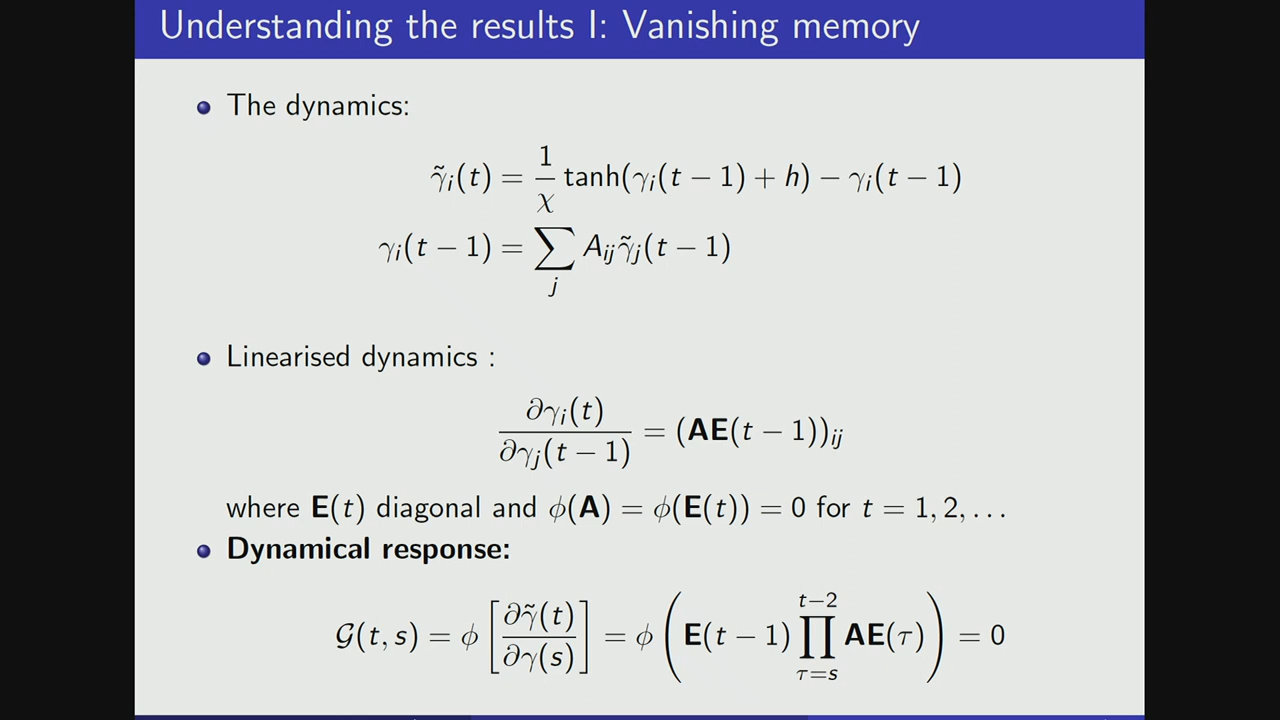 Understanding the results I: Vanishing memory
The dynamics:
γ̃ᵢ(t) = 1/χ tanh(γᵢ(t − 1) + h) − γᵢ(t − 1)
γᵢ(t − 1) = ∑ⱼ Aᵢⱼγ̃ⱼ(t − 1)
Linearised dynamics :
∂γᵢ(t)/∂γⱼ(t − 1) = (AE(t − 1))ᵢⱼ
where E(t) diagonal and ϕ(A) = ϕ(E(t)) = 0 for t = 1, 2, . . .
Dynamical response:
𝒢(t, s) = ϕ [∂γ̃(t)/∂γ(s)] = ϕ (E(t − 1) ∏_{τ=s}^{t−2} AE(τ)) = 0